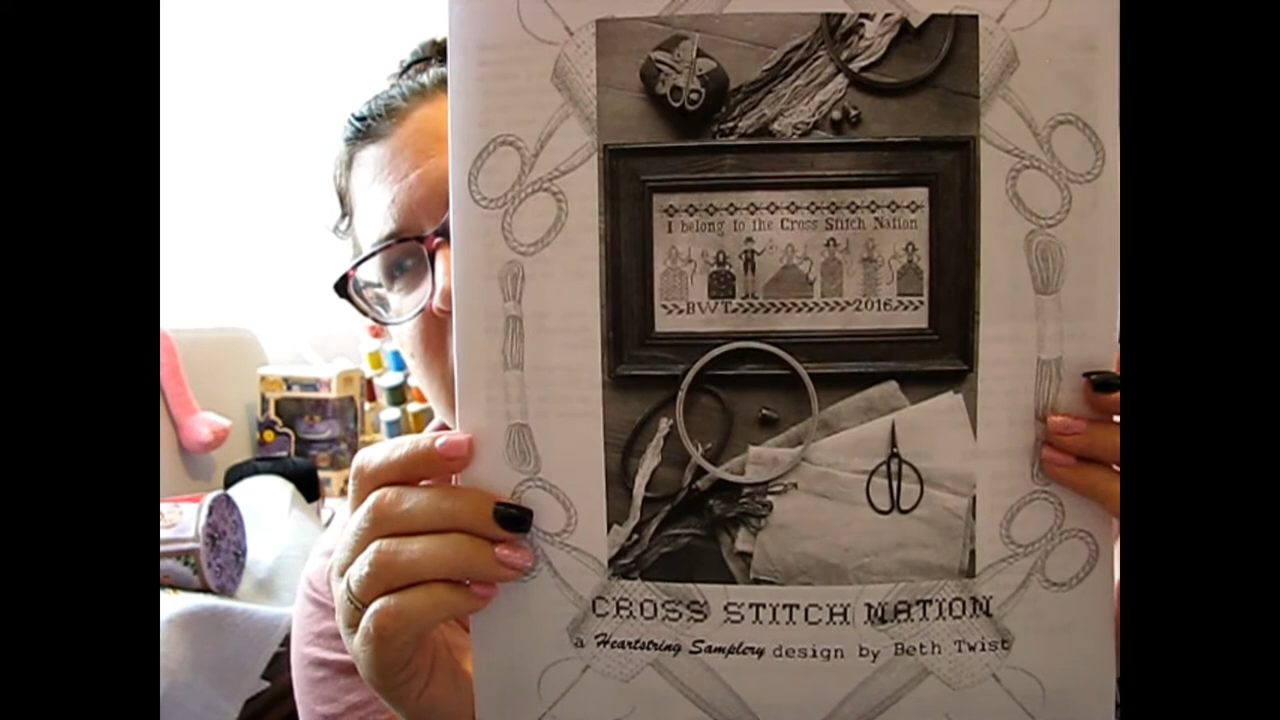 I belong to the Cross Stitch Nation
BWT 2016
CROSS STITCH NATION
a Heartstring Samplery design by Beth Twist